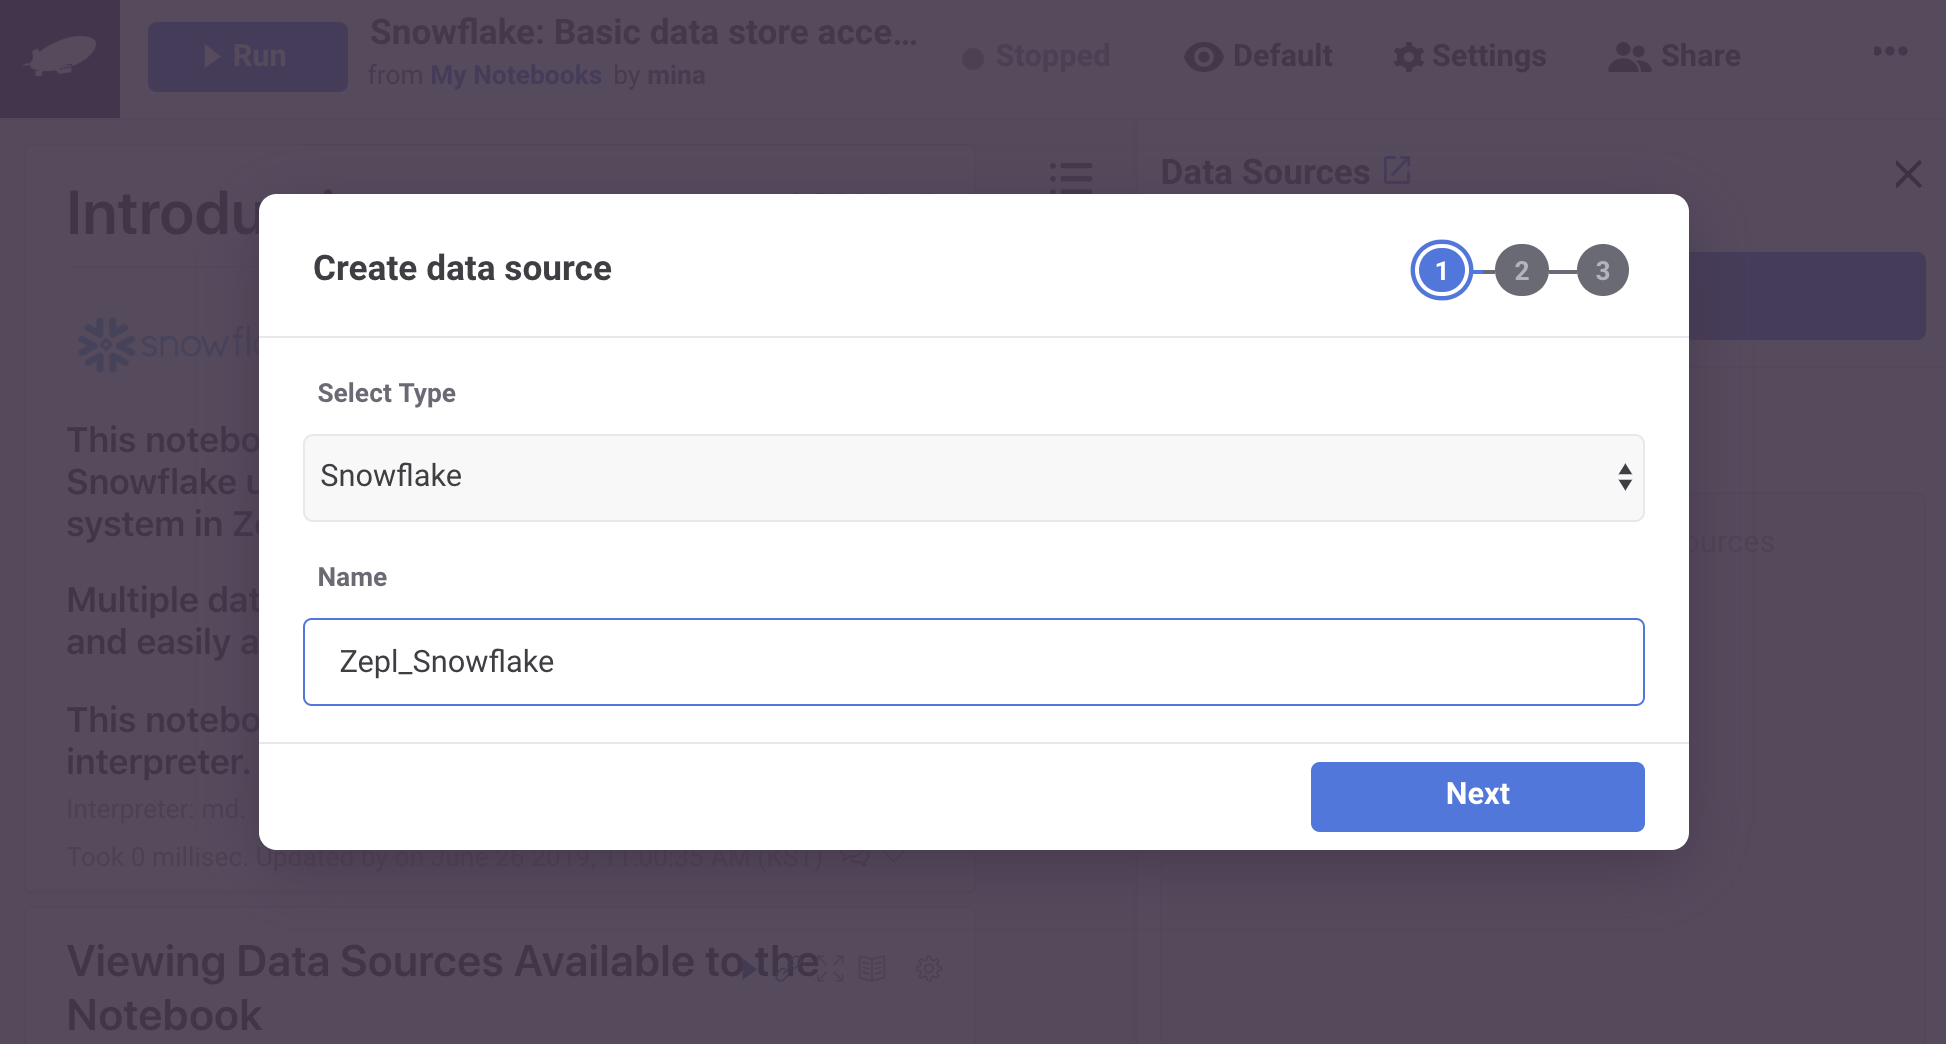 Run
Snowflake: Basic data store acce...
from My Notebooks by mina
Stopped
Default
Settings
Share
Data Sources
Create data source
1
2
3
snowfl
Select Type
Snowflake
This notebo
Snowflake
system in Ze
Name
Zepl_Snowflake
Multiple dat
and easily a
This notebo
interpreter.
Interpreter: md.
Next
Took 0 millisec. Updated by on June 26 2019, 11:00:35 AM (KST)
ources
Viewing Data Sources Available to the
Notebook